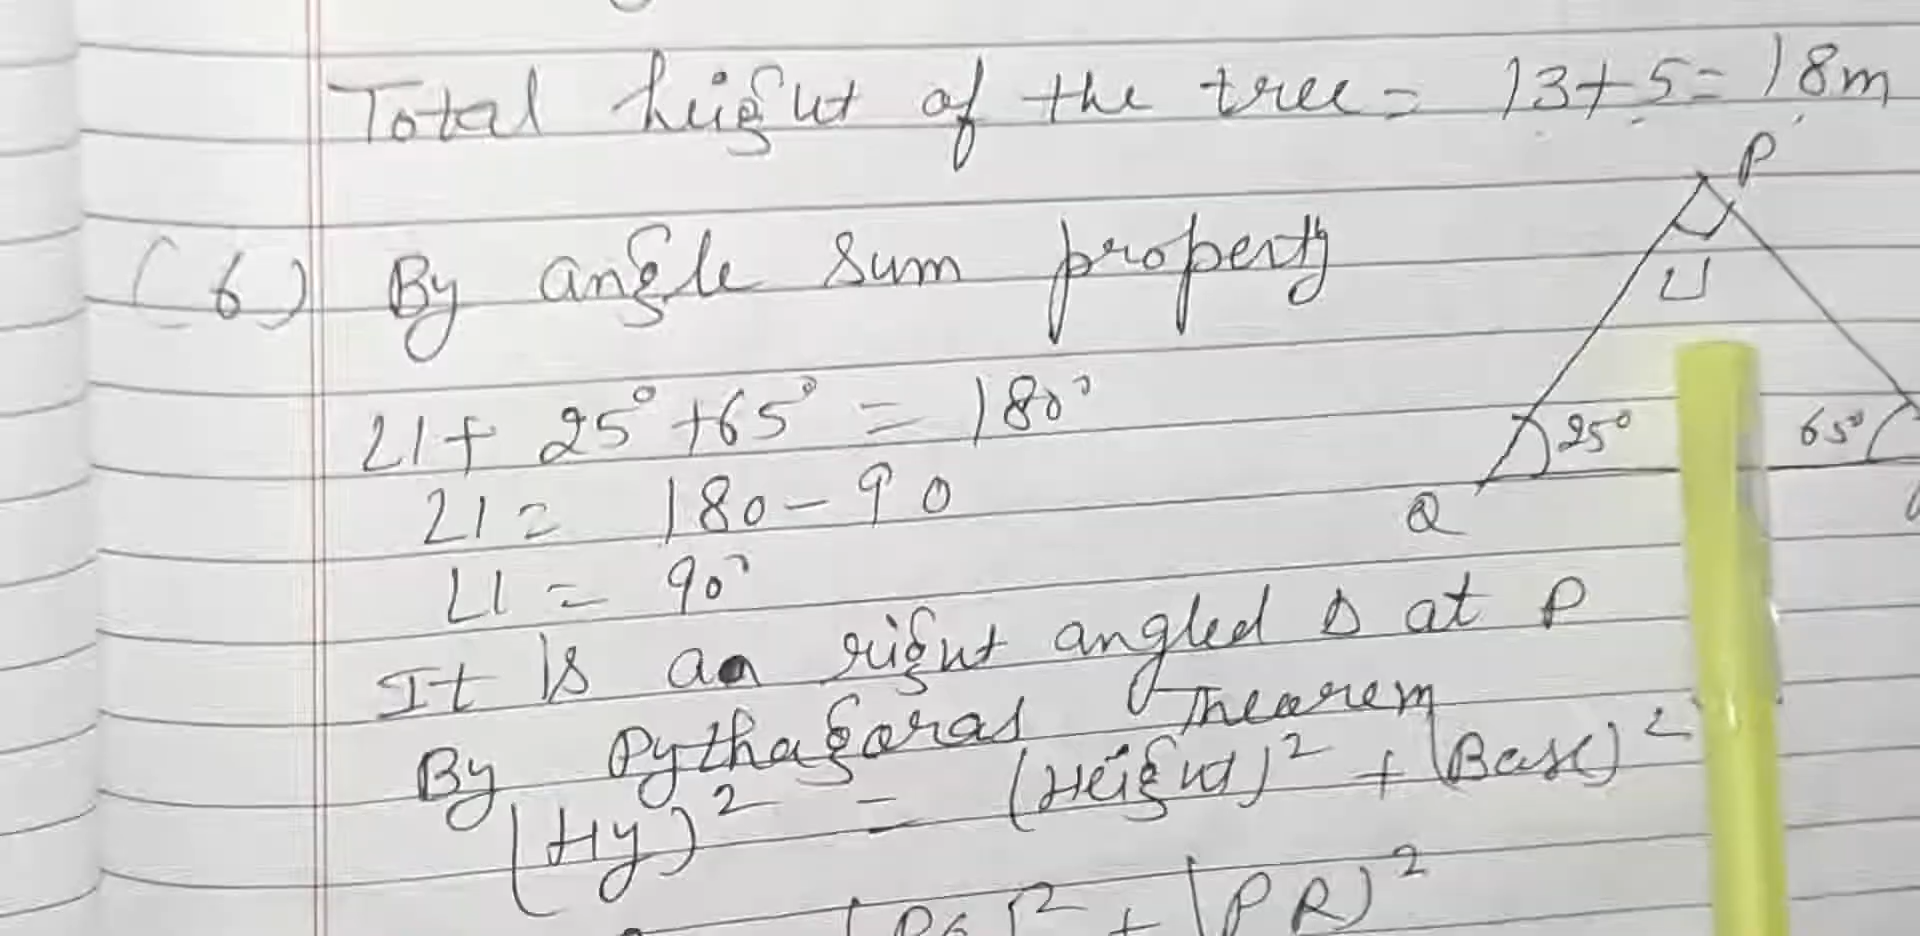 Total height of the tree = 13+5= 18m
P
(6) By angle sum property
∠1
∠1+ 25°+65° = 180°
25° 65°
∠1 = 180-90
Q
∠1 = 90°
It is a right angled Δ at P
By Pythagoras Theorem
(Hy)² = (Height)² + (Base)²
+ (PR)²